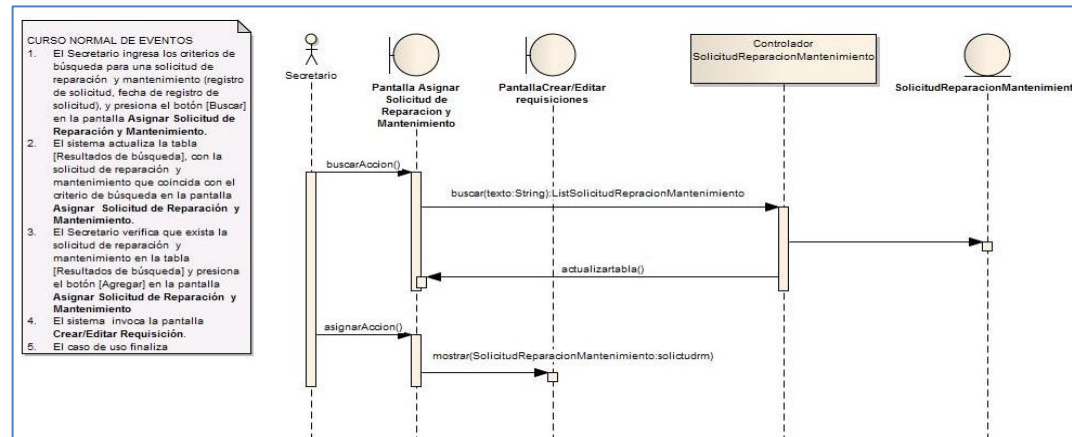 CURSO NORMAL DE EVENTOS
1. El Secretario ingresa los criterios de
búsqueda para una solicitud de
reparación y mantenimiento (registro
de solicitud, fecha de registro de
solicitud), y presiona el botón [Buscar]
en la pantalla Asignar Solicitud de
Reparación y Mantenimiento.
2. El sistema actualiza la tabla
[Resultados de búsqueda], con la
solicitud de reparación y
mantenimiento que coincida con el
criterio de búsqueda en la pantalla
Asignar Solicitud de Reparación y
Mantenimiento.
3. El Secretario verifica que exista la
solicitud de reparación y
mantenimiento en la tabla
[Resultados de búsqueda] y presiona
el botón [Agregar] en la pantalla
Asignar Solicitud de Reparación y
Mantenimiento
4. El sistema invoca la pantalla
Crear/Editar Requisición.
5. El caso de uso finaliza
Secretario
Pantalla Asignar
Solicitud de
Reparacion y
Mantenimiento
PantallaCrear/Editar
requisiciones
Controlador
SolicitudReparacionMantenimiento
SolicitudReparacionMantenimient
buscarAccion()
buscar(texto:String):ListSolicitudRepracionMantenimiento
actualizartabla()
asignarAccion()
mostrar(SolicitudReparacionMantenimiento:solictudrm)